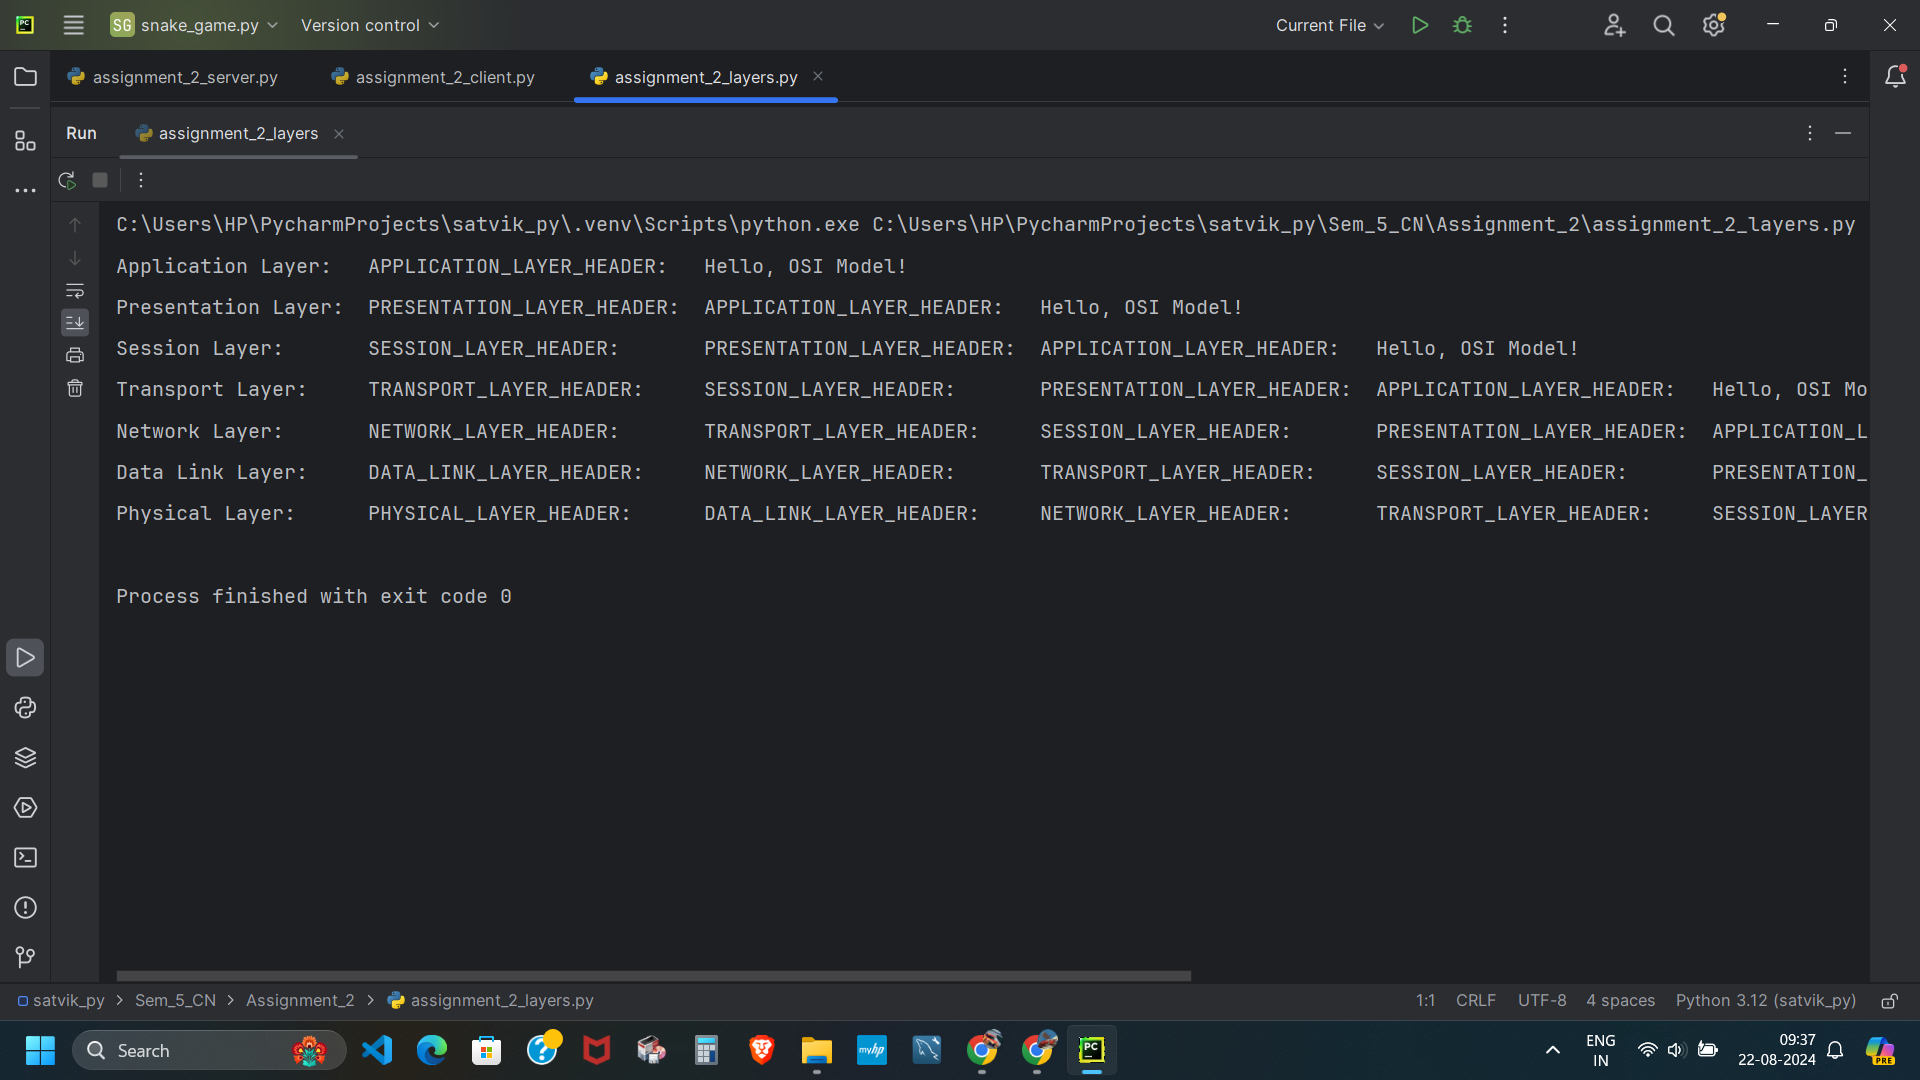 SG snake_game.py Version control Current File
assignment_2_server.py assignment_2_client.py assignment_2_layers.py
Run assignment_2_layers
C:\Users\HP\PycharmProjects\satvik_py\.venv\Scripts\python.exe C:\Users\HP\PycharmProjects\satvik_py\Sem_5_CN\Assignment_2\assignment_2_layers.py
Application Layer: APPLICATION_LAYER_HEADER: Hello, OSI Model!
Presentation Layer: PRESENTATION_LAYER_HEADER: APPLICATION_LAYER_HEADER: Hello, OSI Model!
Session Layer: SESSION_LAYER_HEADER: PRESENTATION_LAYER_HEADER: APPLICATION_LAYER_HEADER: Hello, OSI Model!
Transport Layer: TRANSPORT_LAYER_HEADER: SESSION_LAYER_HEADER: PRESENTATION_LAYER_HEADER: APPLICATION_LAYER_HEADER: Hello, OSI Mo
Network Layer: NETWORK_LAYER_HEADER: TRANSPORT_LAYER_HEADER: SESSION_LAYER_HEADER: PRESENTATION_LAYER_HEADER: APPLICATION_L
Data Link Layer: DATA_LINK_LAYER_HEADER: NETWORK_LAYER_HEADER: TRANSPORT_LAYER_HEADER: SESSION_LAYER_HEADER: PRESENTATION_
Physical Layer: PHYSICAL_LAYER_HEADER: DATA_LINK_LAYER_HEADER: NETWORK_LAYER_HEADER: TRANSPORT_LAYER_HEADER: SESSION_LAYER
Process finished with exit code 0
satvik_py > Sem_5_CN > Assignment_2 > assignment_2_layers.py 1:1 CRLF UTF-8 4 spaces Python 3.12 (satvik_py)
Search myhp PC ENG 09:37
IN 22-08-2024 PRE